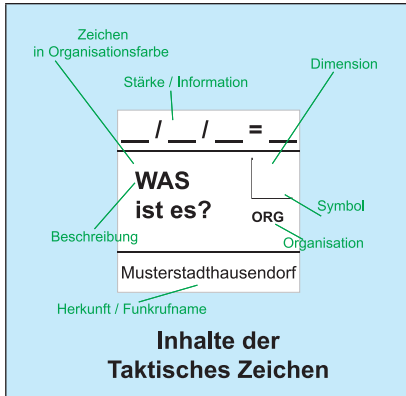 Zeichen
in Organisationsfarbe
Stärke / Information
Dimension
__ / __ / __ = __
WAS
ist es?
Symbol
ORG
Beschreibung
Organisation
Musterstadthausendorf
Herkunft / Funkrufname
Inhalte der
Taktisches Zeichen